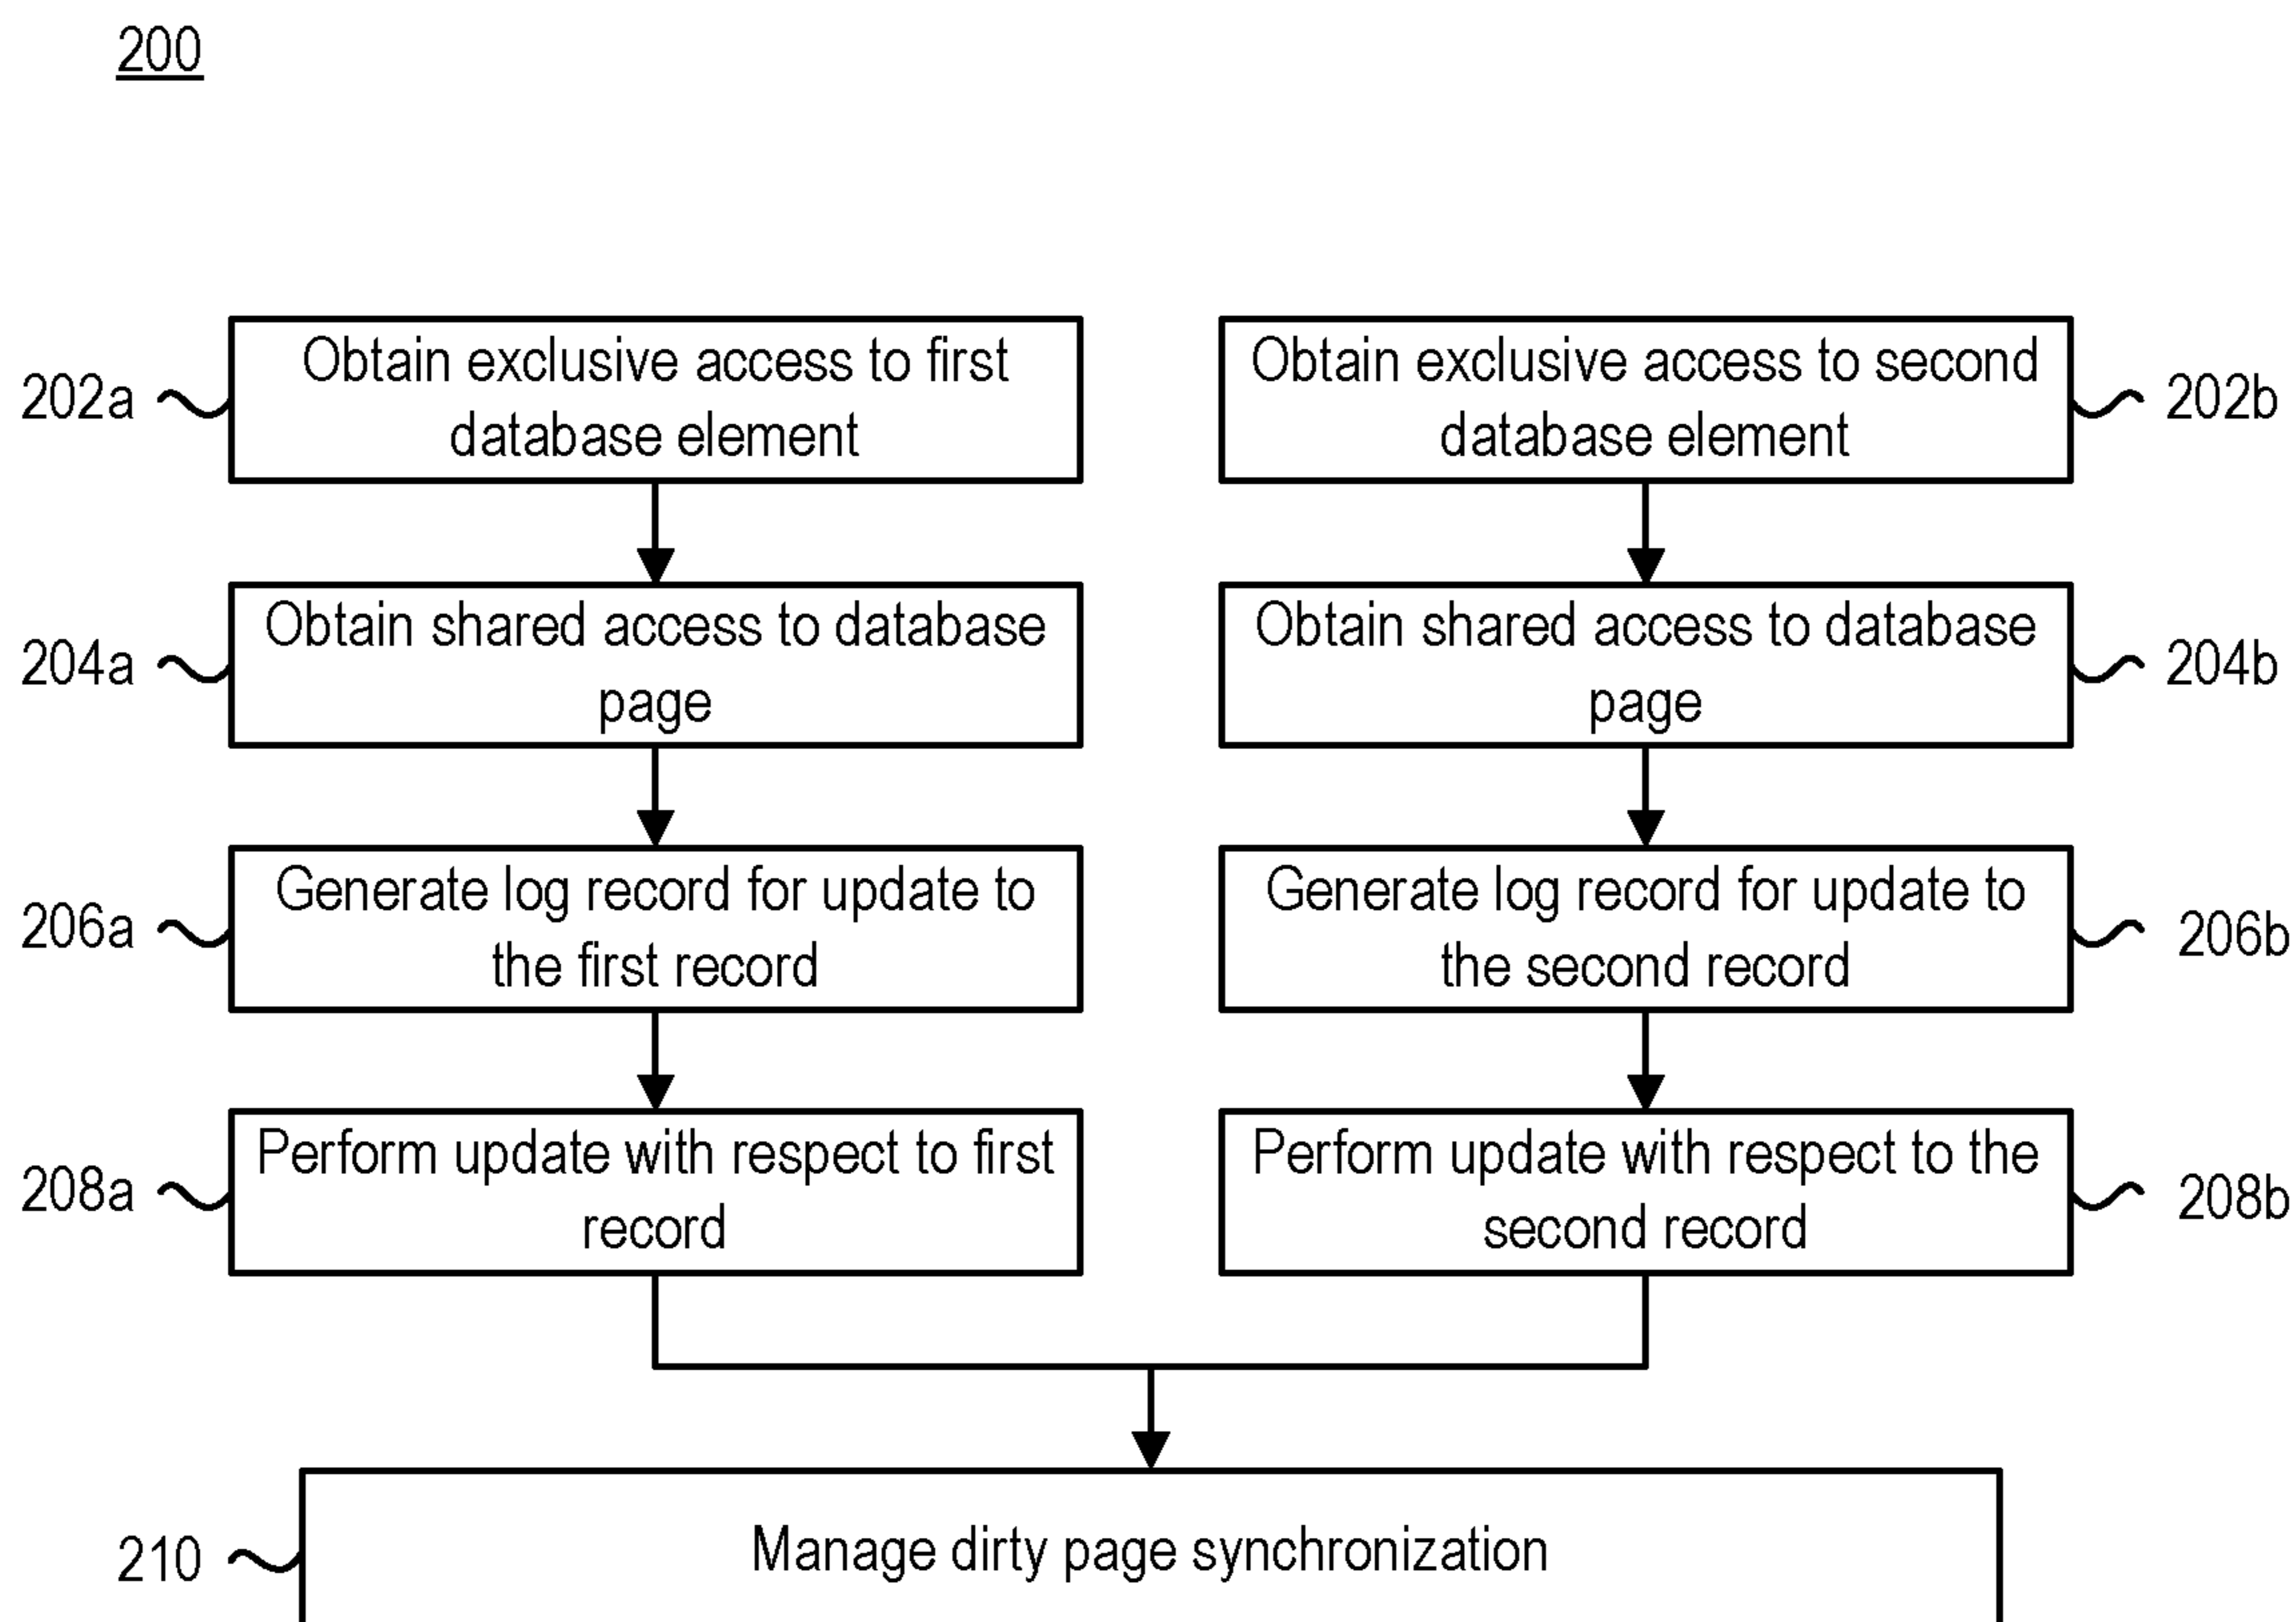 200
Obtain exclusive access to first
database element
202a
Obtain exclusive access to second
database element
202b
Obtain shared access to database
page
204a
Obtain shared access to database
page
204b
Generate log record for update to
the first record
206a
Generate log record for update to
the second record
206b
Perform update with respect to first
record
208a
Perform update with respect to the
second record
208b
Manage dirty page synchronization
210